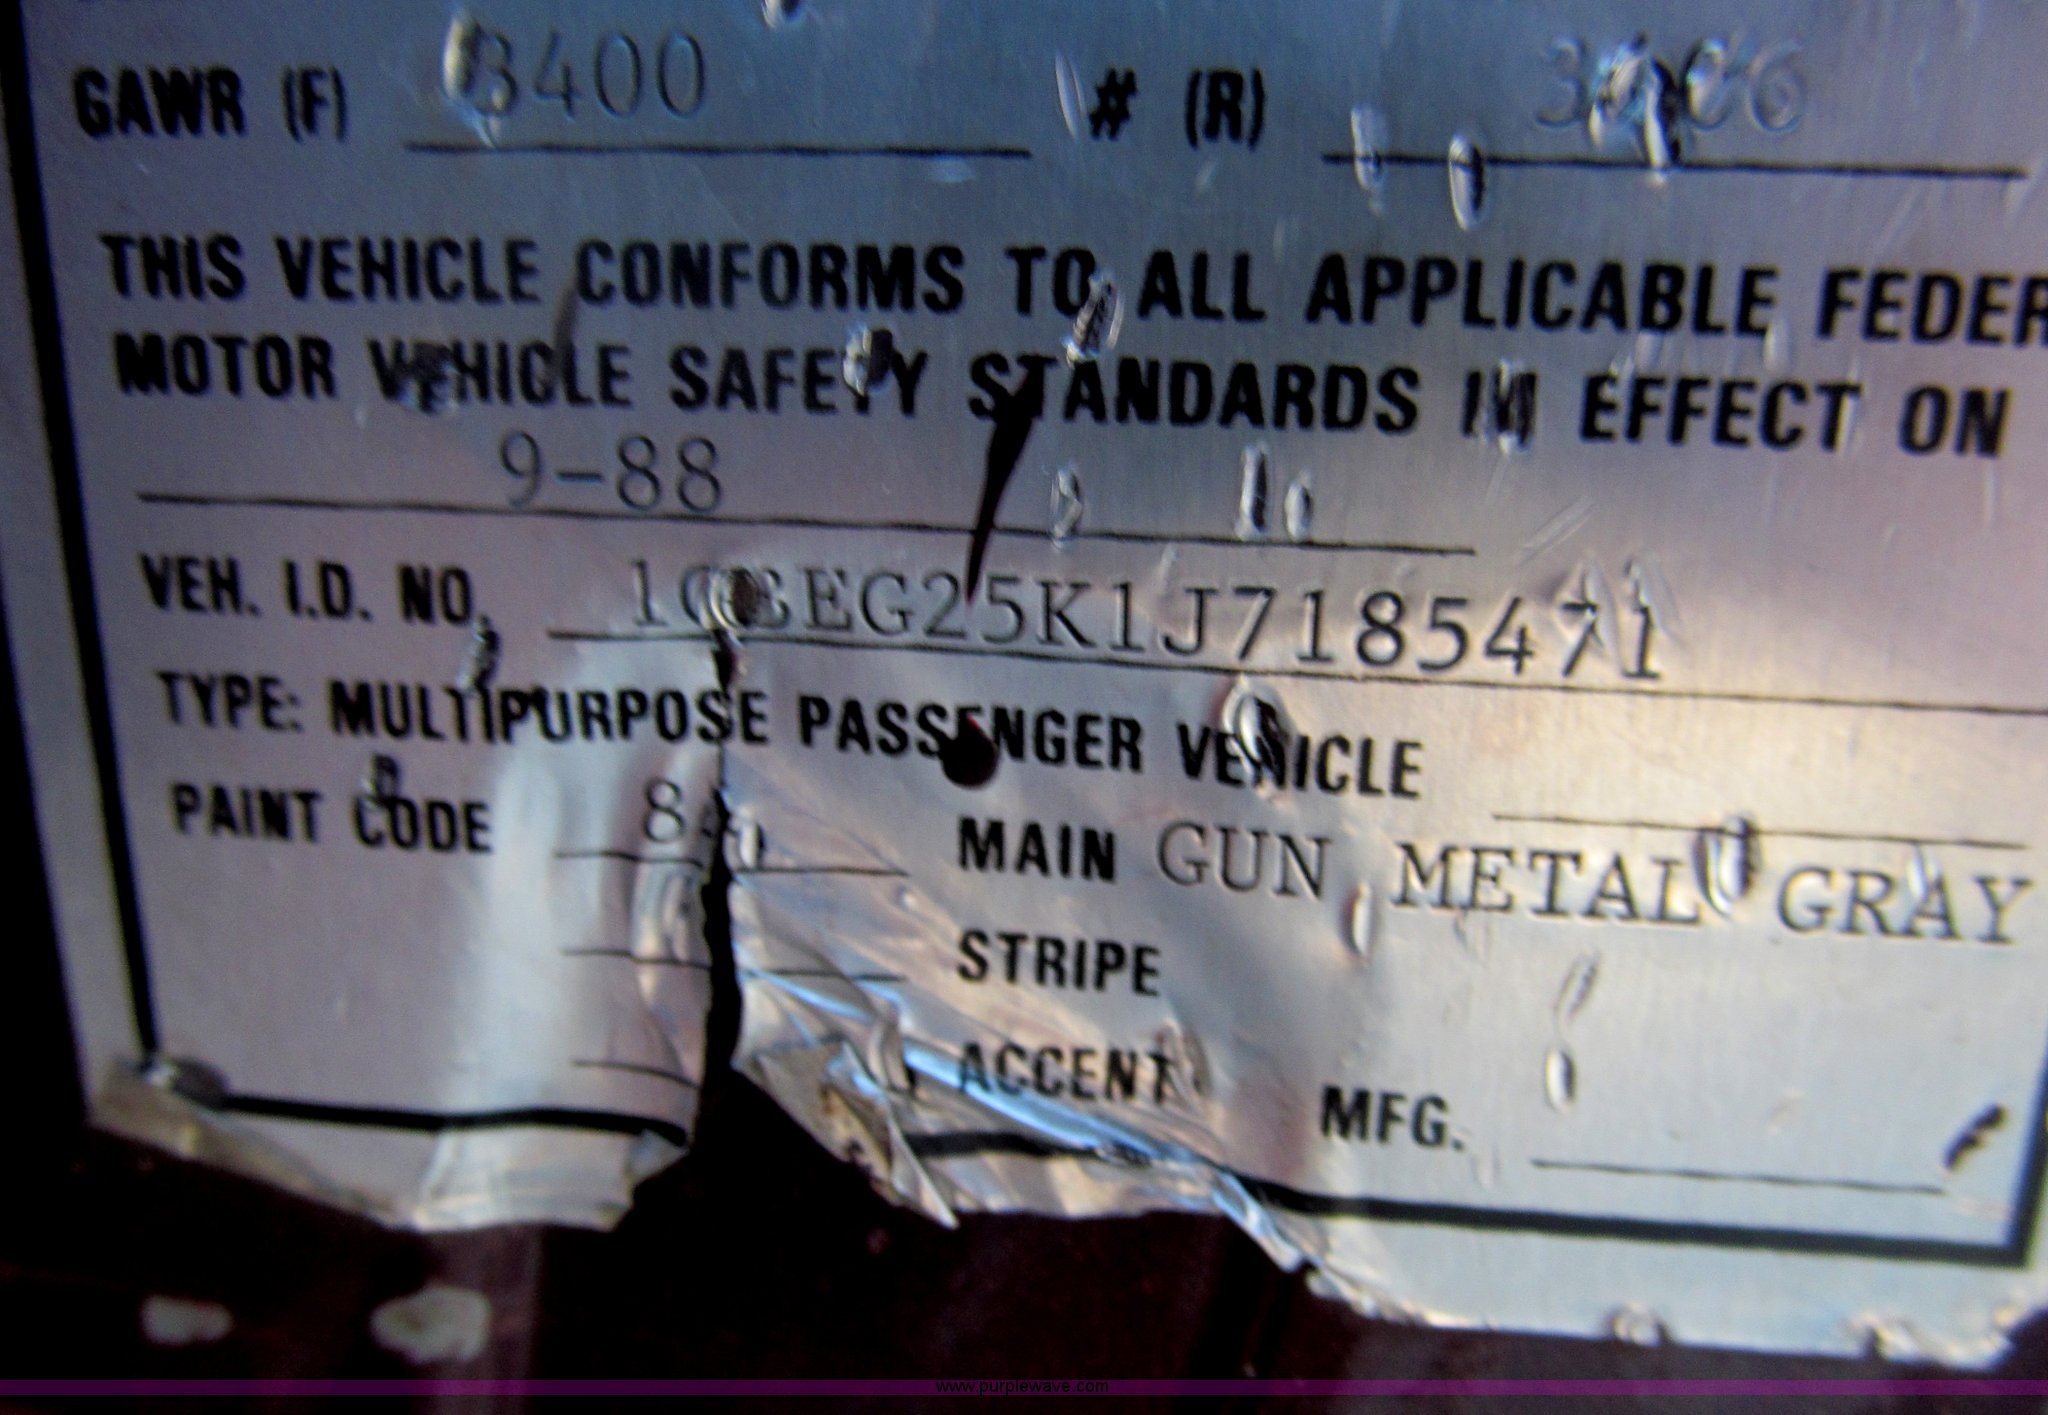 GAWR (F) 3400 # (R)
THIS VEHICLE CONFORMS TO ALL APPLICABLE FEDER
MOTOR VEHICLE SAFETY STANDARDS IN EFFECT ON
9-88
VEH. I.D. NO. 1GBEG25K1J7185471
TYPE: MULTIPURPOSE PASSENGER VEHICLE
PAINT CODE MAIN GUN METAL GRAY
STRIPE
ACCENT
MFG.
www.purplewave.com